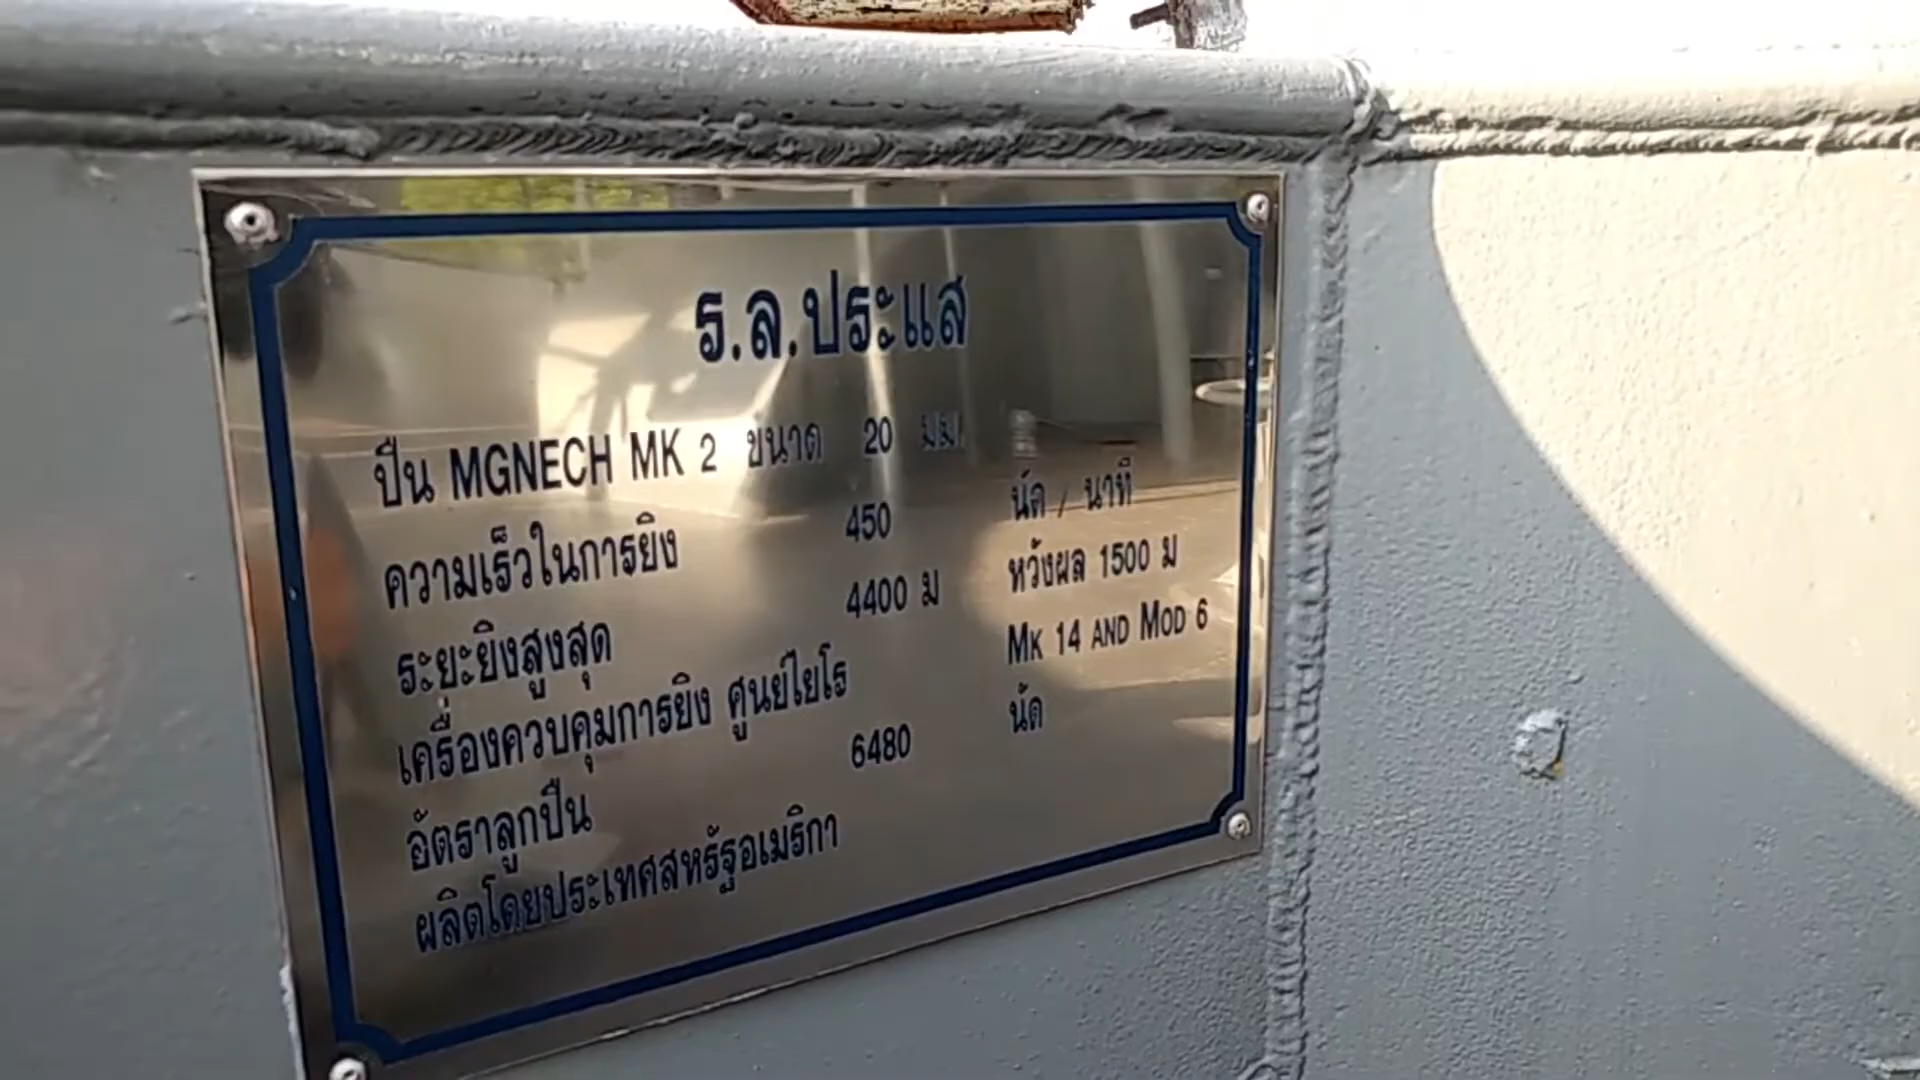 ร.ล.ประแส
ปืน MGNECH MK 2 ขนาด 20 มม.
ความเร็วในการยิง 450 นัด / นาที
ระยะยิงสูงสุด 4400 ม หวังผล 1500 ม
เครื่องควบคุมการยิง ศูนย์ไยโร MK 14 AND MOD 6
อัตราลูกปืน 6480 นัด
ผลิตโดยประเทศสหรัฐอเมริกา